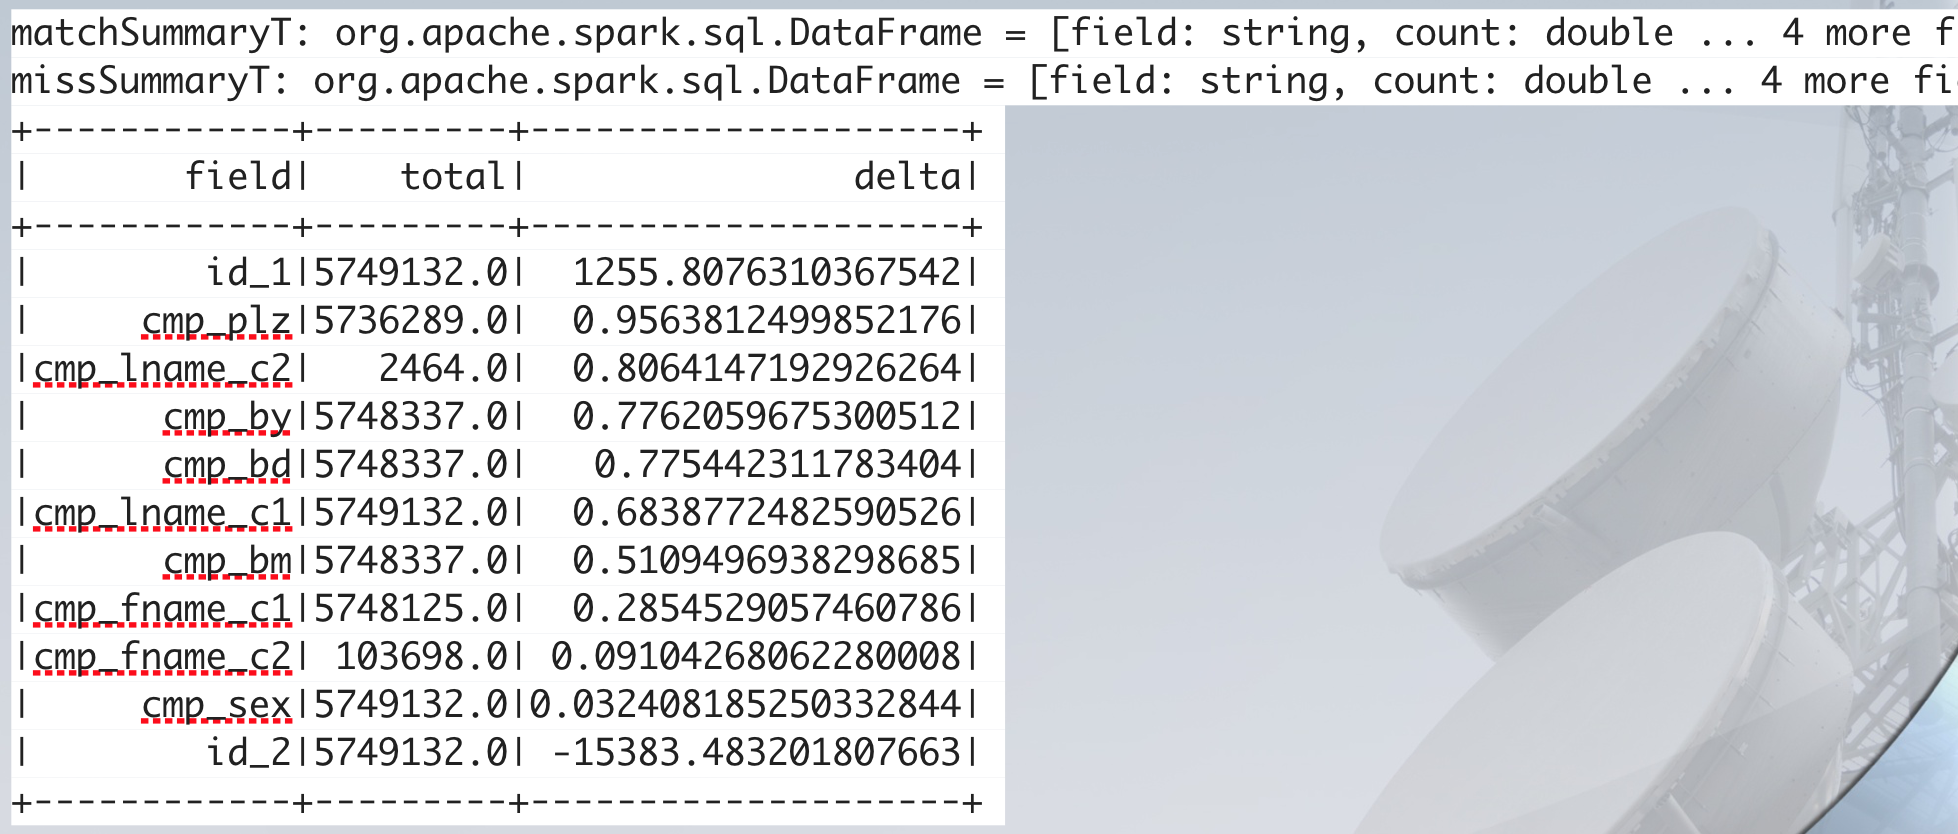 matchSummaryT: org.apache.spark.sql.DataFrame = [field: string, count: double ... 4 more f
missSummaryT: org.apache.spark.sql.DataFrame = [field: string, count: double ... 4 more fi
+------------+---------+--------------------+
|       field|    total|               delta|
+------------+---------+--------------------+
|        id_1|5749132.0|  1255.8076310367542|
|     cmp_plz|5736289.0|  0.9563812499852176|
|cmp_lname_c2|   2464.0|  0.8064147192926264|
|      cmp_by|5748337.0|  0.7762059675300512|
|      cmp_bd|5748337.0|   0.775442311783404|
|cmp_lname_c1|5749132.0|  0.6838772482590526|
|      cmp_bm|5748337.0|  0.5109496938298685|
|cmp_fname_c1|5748125.0|  0.2854529057460786|
|cmp_fname_c2| 103698.0| 0.09104268062280008|
|     cmp_sex|5749132.0|0.032408185250332844|
|        id_2|5749132.0| -15383.483201807663|
+------------+---------+--------------------+